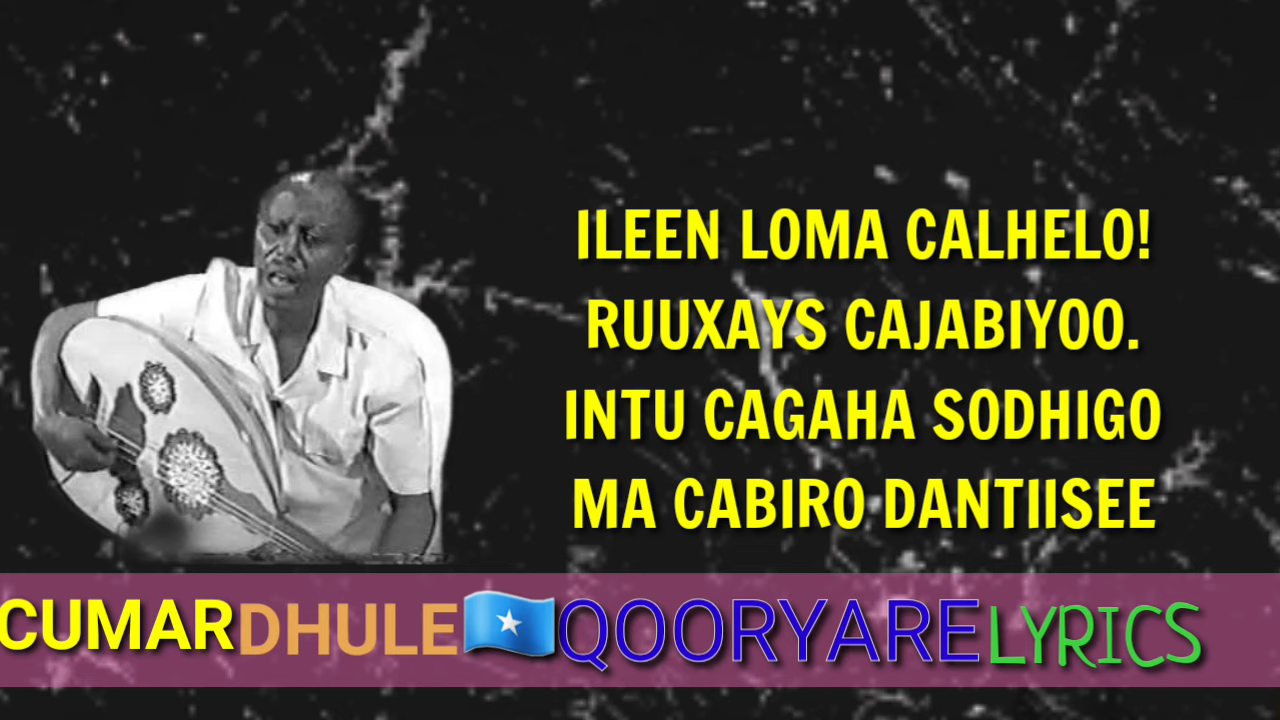 ILEEN LOMA CALHELO!
RUUXAYS CAJABIYOO.
INTU CAGAHA SODHIGO
MA CABIRO DANTIISEE
CUMARDHULE QOORYARELYRICS